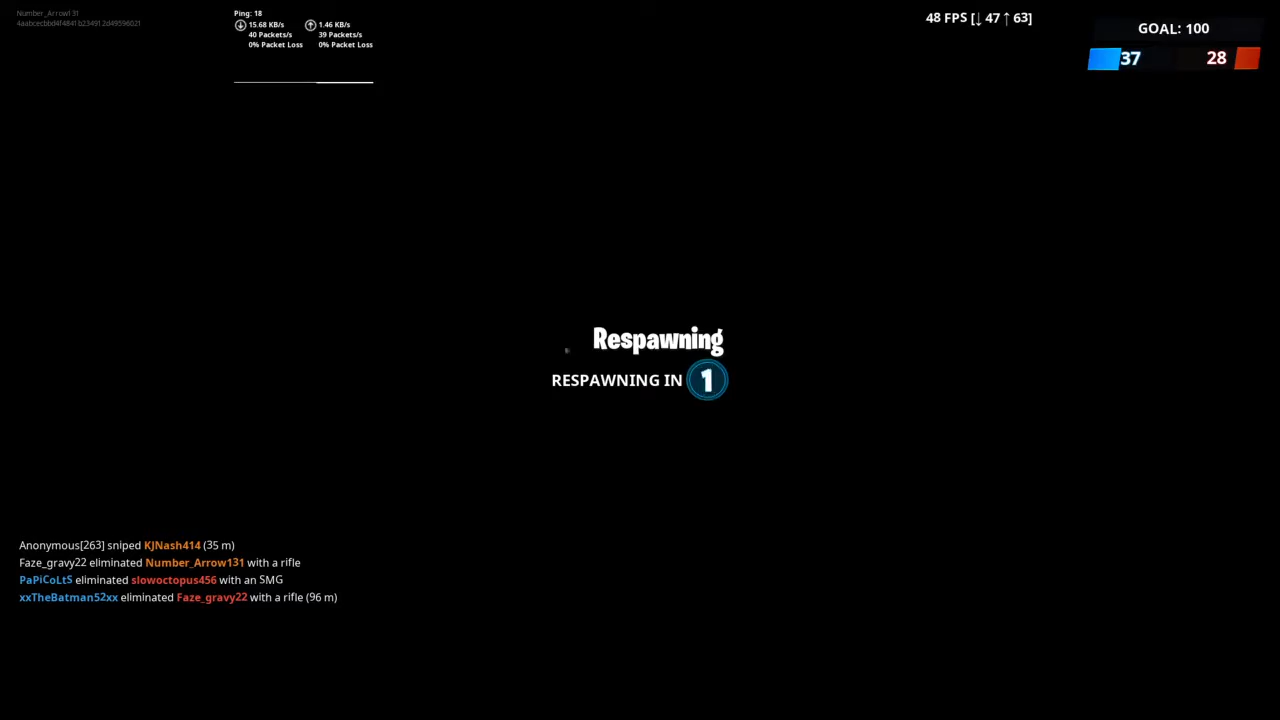 Number_Arrow131
4aabcecbbd4f4841b234912d49596021
Ping: 18
15.68 KB/s
1.46 KB/s
40 Packets/s
39 Packets/s
0% Packet Loss
0% Packet Loss
48 FPS [↓ 47 ↑ 63]
GOAL: 100
37
28
Respawning
RESPAWNING IN 1
Anonymous[263] sniped KJNash414 (35 m)
Faze_gravy22 eliminated Number_Arrow131 with a rifle
PaPiCoLtS eliminated slowoctopus456 with an SMG
xxTheBatman52xx eliminated Faze_gravy22 with a rifle (96 m)